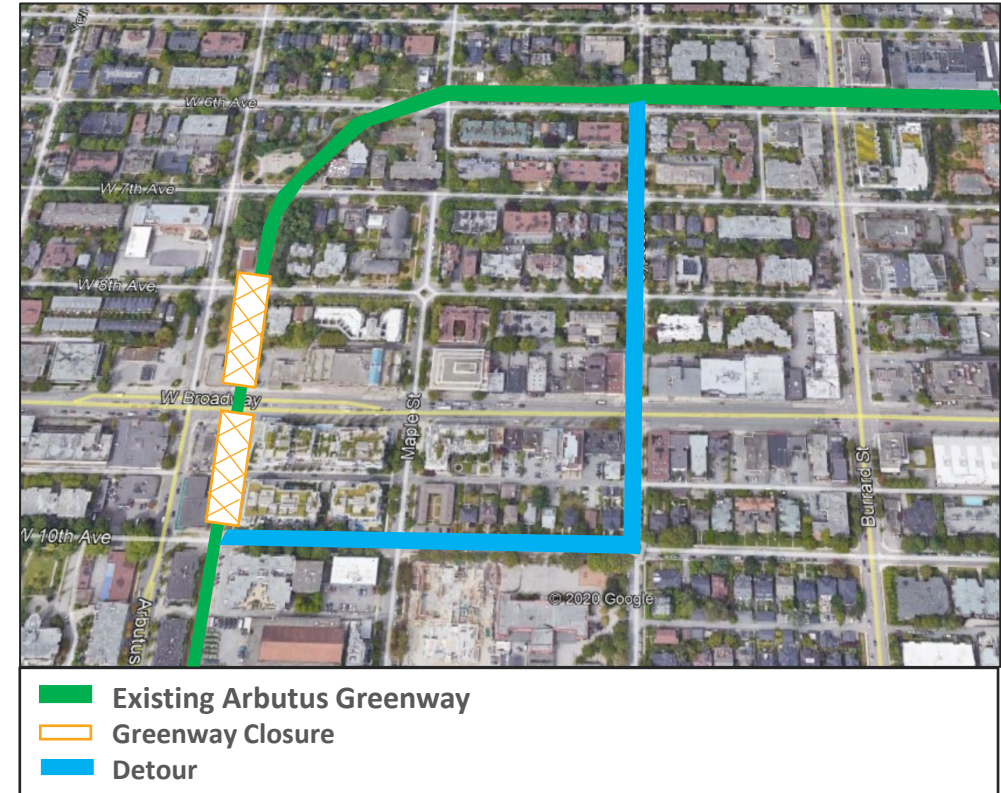 Yew
W 6th Ave
W 7th Ave
W 8th Ave
W Broadway
Maple St
Burrard St
W 10th Ave
Arbutus
© 2020 Google
Existing Arbutus Greenway
Greenway Closure
Detour